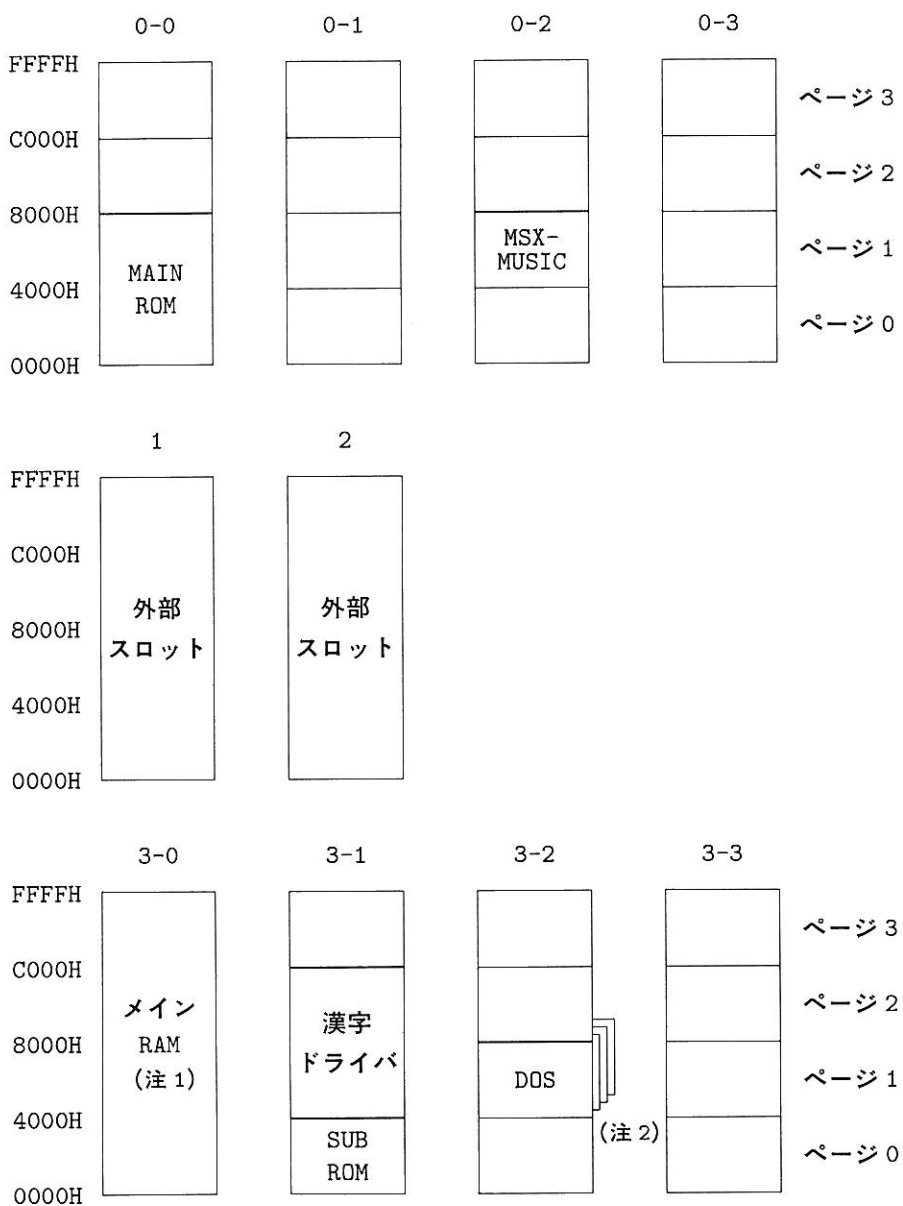 0-0 0-1 0-2 0-3
FFFFH
ページ3
C000H
ページ2
8000H
MAIN
ROM
MSX-
MUSIC
ページ1
4000H
ページ0
0000H
1 2
FFFFH
C000H
外部
スロット
外部
スロット
8000H
4000H
0000H
3-0 3-1 3-2 3-3
FFFFH
ページ3
C000H
メイン
RAM
(注1)
漢字
ドライバ
ページ2
8000H
DOS
ページ1
4000H
(注2)
SUB
ROM
ページ0
0000H